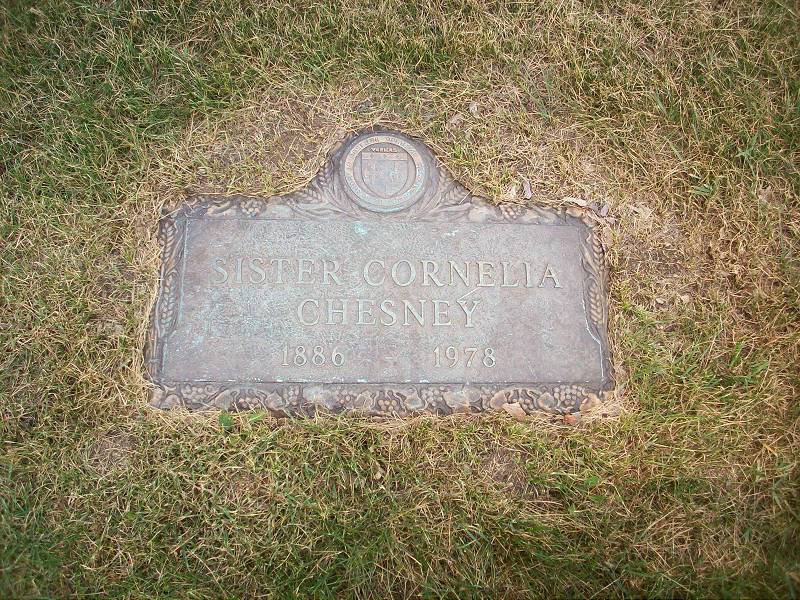 SISTER CORNELIA
CHESNEY
1886 1978